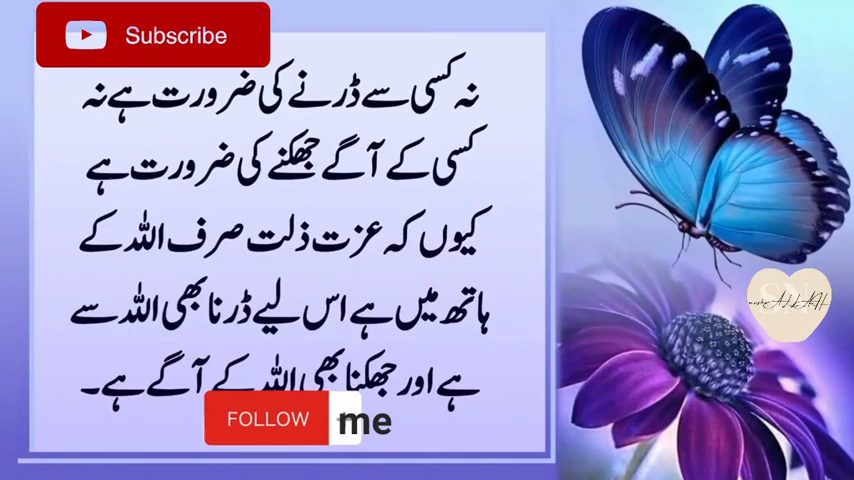 Subscribe
نہ کسی سے ڈرنے کی ضرورت ہے نہ
کسی کے آگے جھکنے کی ضرورت ہے
کیوں کہ عزت ذلت صرف اللہ کے
ہاتھ میں ہے اس لیے ڈرنا بھی اللہ سے
ہے اور جھکنا بھی اللہ کے آگے ہے۔
FOLLOW me
SN